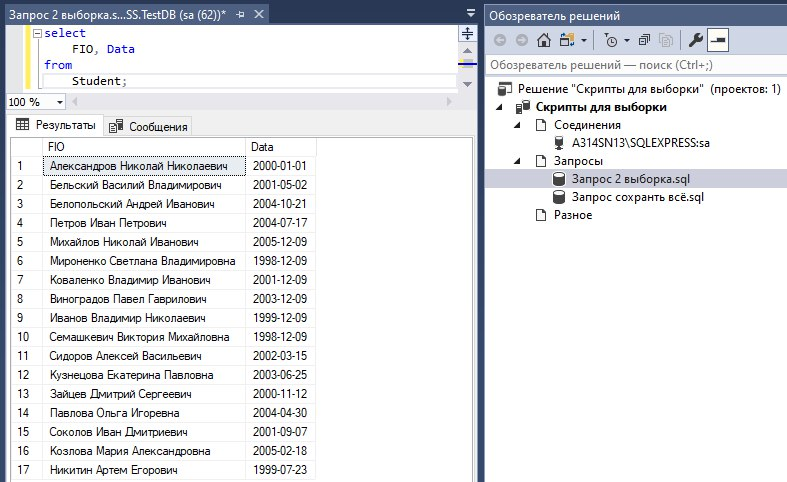 Запрос 2 выборка.s...SS.TestDB (sa (62))*
select
FIO, Data
from
Student;
100 %
Результаты Сообщения
FIO Data
1 Александров Николай Николаевич 2000-01-01
2 Бельский Василий Владимирович 2001-05-02
3 Белопольский Андрей Иванович 2004-10-21
4 Петров Иван Петрович 2004-07-17
5 Михайлов Николай Иванович 2005-12-09
6 Мироненко Светлана Владимировна 1998-12-09
7 Коваленко Владимир Иванович 2001-12-09
8 Виноградов Павел Гаврилович 2003-12-09
9 Иванов Владимир Николаевич 1999-12-09
10 Семашкевич Виктория Михайловна 1998-12-09
11 Сидоров Алексей Васильевич 2002-03-15
12 Кузнецова Екатерина Павловна 2003-06-25
13 Зайцев Дмитрий Сергеевич 2000-11-12
14 Павлова Ольга Игоревна 2004-04-30
15 Соколов Иван Дмитриевич 2001-09-07
16 Козлова Мария Александровна 2005-02-18
17 Никитин Артем Егорович 1999-07-23
Обозреватель решений
Обозреватель решений — поиск (Ctrl+;)
Решение "Скрипты для выборки" (проектов: 1)
Скрипты для выборки
Соединения
A314SN13\SQLEXPRESS:sa
Запросы
Запрос 2 выборка.sql
Запрос сохрать всё.sql
Разное